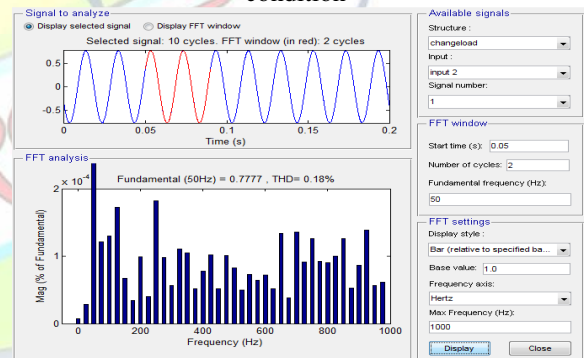 condition
Signal to analyze
Display selected signal Display FFT window
Selected signal: 10 cycles. FFT window (in red): 2 cycles
0.5
0
-0.5
0 0.05 0.1 0.15 0.2
Time (s)
FFT analysis
x 10-4
Fundamental (50Hz) = 0.7777 , THD= 0.18%
2
1
0
Mag (% of Fundamental)
0 200 400 600 800 1000
Frequency (Hz)
Available signals
Structure :
changeload
Input :
input 2
Signal number:
1
FFT window
Start time (s): 0.05
Number of cycles: 2
Fundamental frequency (Hz):
50
FFT settings
Display style :
Bar (relative to specified ba...
Base value: 1.0
Frequency axis:
Hertz
Max Frequency (Hz):
1000
Display Close